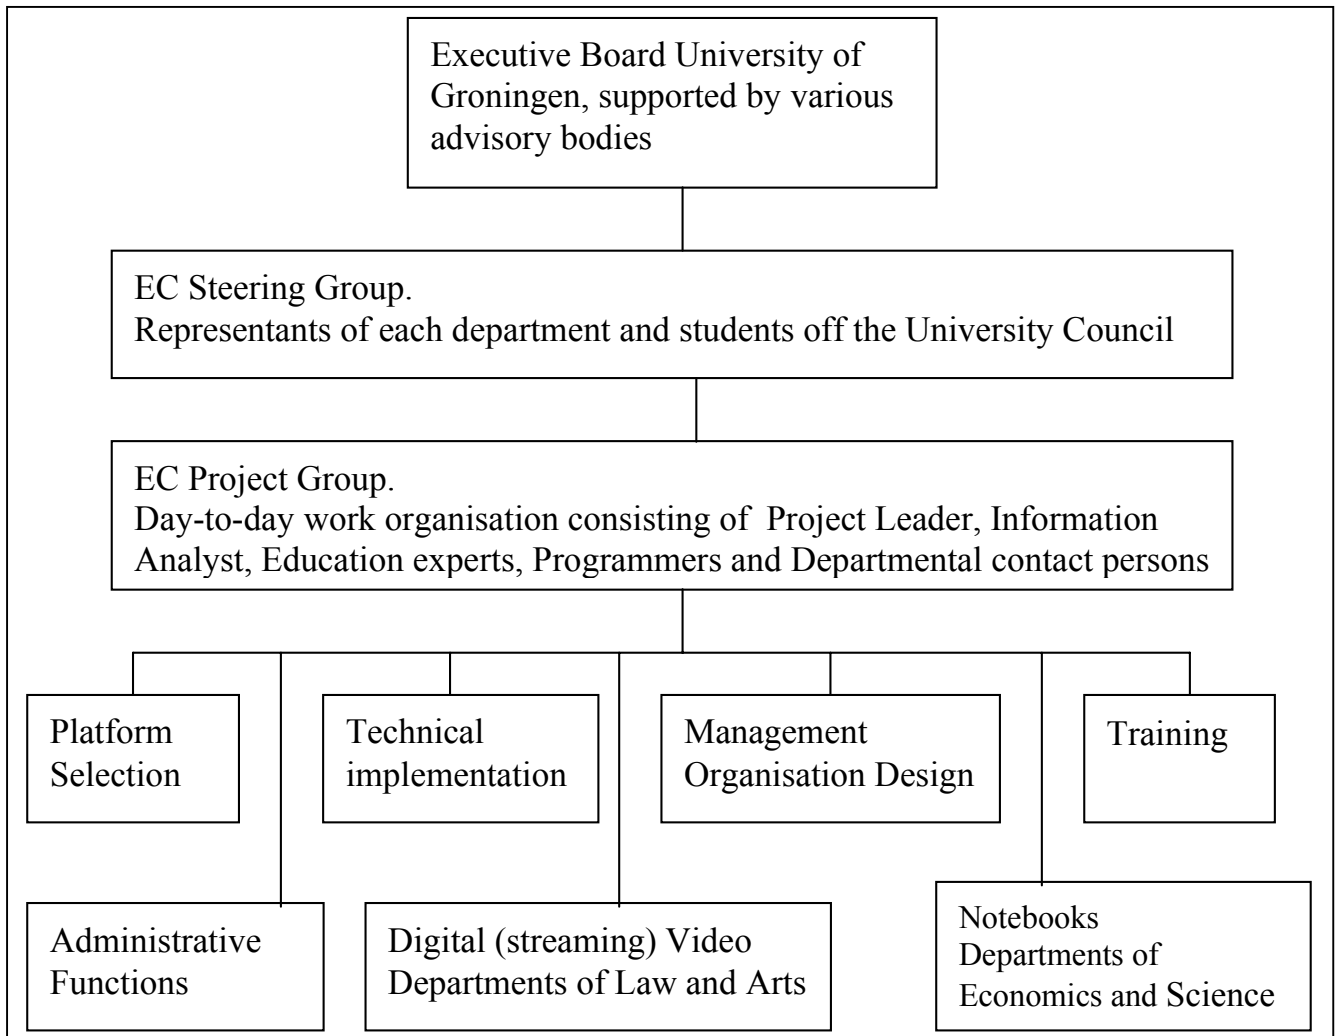 Executive Board University of
Groningen, supported by various
advisory bodies
EC Steering Group.
Representants of each department and students off the University Council
EC Project Group.
Day-to-day work organisation consisting of  Project Leader, Information
Analyst, Education experts, Programmers and Departmental contact persons
Platform
Selection
Technical
implementation
Management
Organisation Design
Training
Administrative
Functions
Digital (streaming) Video
Departments of Law and Arts
Notebooks
Departments of
Economics and Science